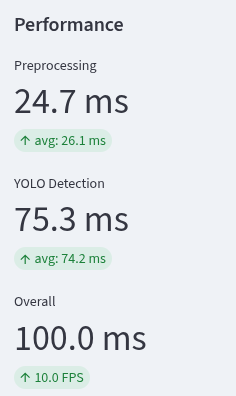 Performance
Preprocessing
24.7 ms
↑ avg: 26.1 ms
YOLO Detection
75.3 ms
↑ avg: 74.2 ms
Overall
100.0 ms
↑ 10.0 FPS